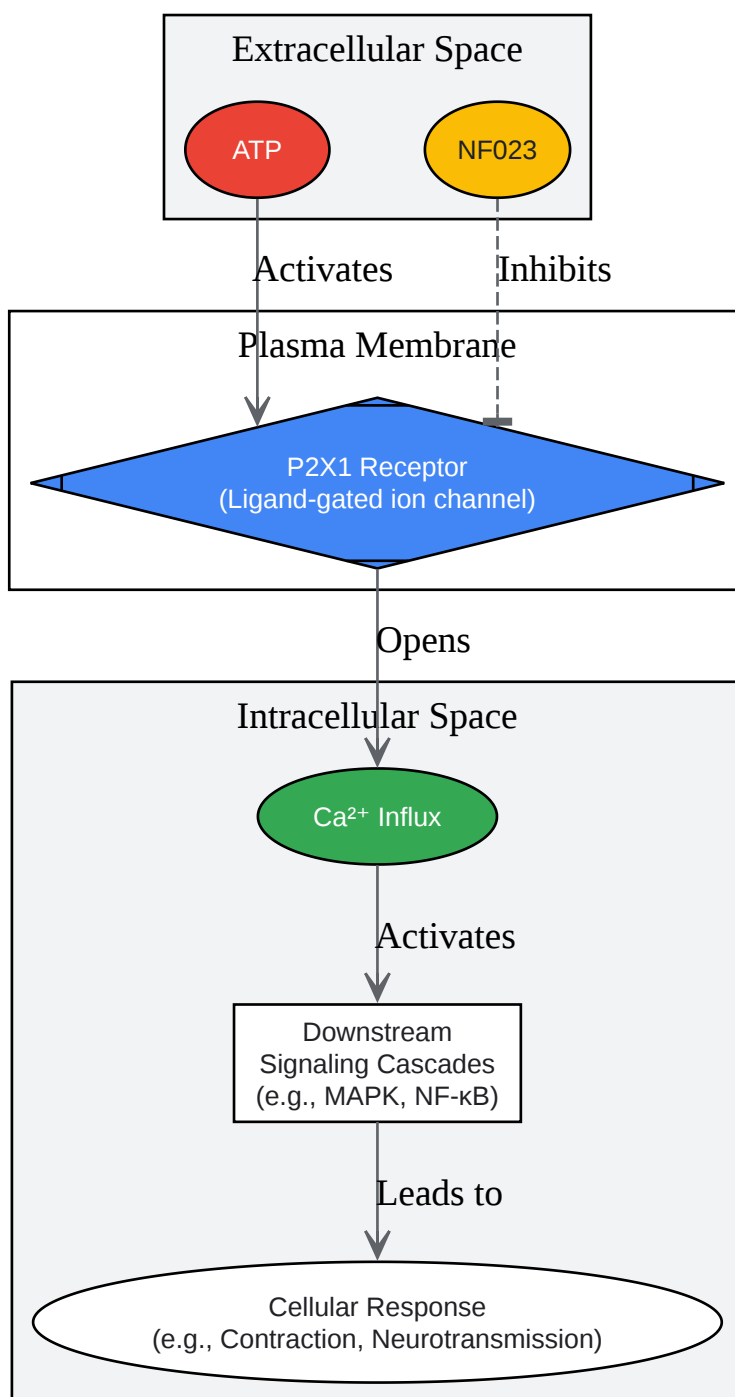 Extracellular Space
ATP
NF023
Activates
Inhibits
Plasma Membrane
P2X1 Receptor
(Ligand-gated ion channel)
Opens
Intracellular Space
Ca²⁺ Influx
Activates
Downstream
Signaling Cascades
(e.g., MAPK, NF-κB)
Leads to
Cellular Response
(e.g., Contraction, Neurotransmission)